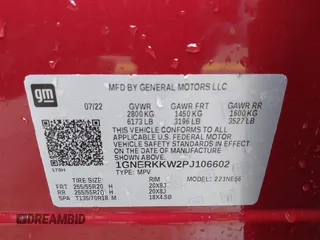 gm
MFD BY GENERAL MOTORS LLC
07/22 GVWR GAWR FRT GAWR RR
2800 KG 1450 KG 1600 KG
6173 LB 3196 LB 3527 LB
THIS VEHICLE CONFORMS TO ALL
APPLICABLE U.S. FEDERAL MOTOR
VEHICLE SAFETY STANDARDS IN
EFFECT ON THE DATE OF
MANUFACTURE SHOWN ABOVE.
1GNERKKW2PJ106602
TYPE: MPV MODEL:
TIRE SIZE RIM
FRT 255/55R20 H 20X8J
RR 255/55R20 H 20X8J
SPA T135/70R18 M 18X4.5B
DREAMBID